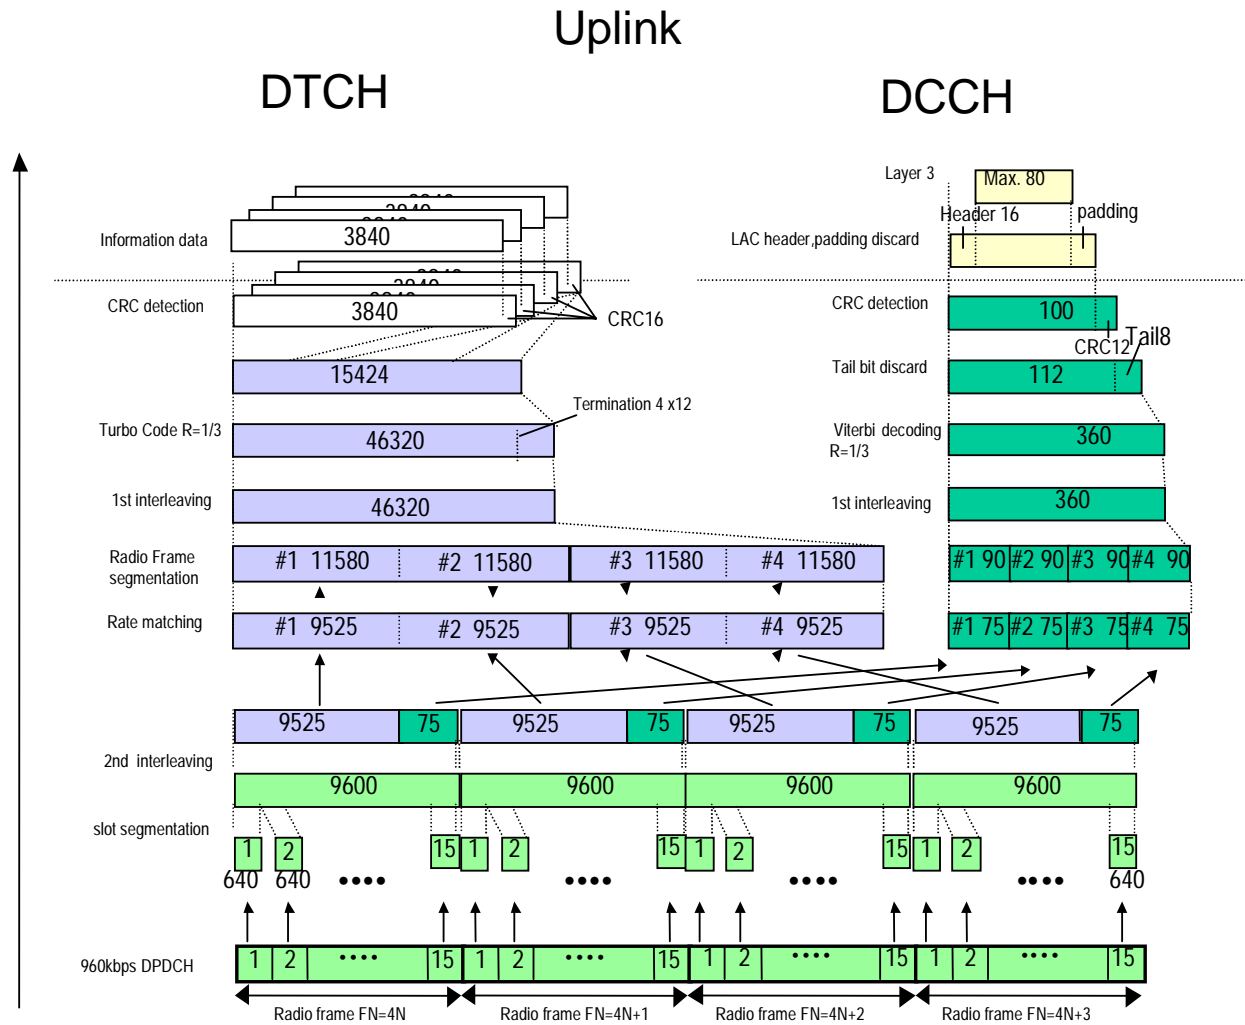 Uplink
DTCH
DCCH
Layer 3
Max. 80
Header 16
padding
3840
3840
Information data
3840
LAC header,padding discard
3840
CRC detection
3840
CRC16
CRC detection
100
CRC12
Tail8
15424
Tail bit discard
112
Termination 4 x12
Turbo Code R=1/3
46320
Viterbi decoding
R=1/3
360
1st interleaving
46320
1st interleaving
360
Radio Frame
segmentation
#1 11580
#2 11580
#3 11580
#4 11580
#1 90
#2 90
#3 90
#4 90
Rate matching
#1 9525
#2 9525
#3 9525
#4 9525
#1 75
#2 75
#3 75
#4 75
9525
75
9525
75
9525
75
9525
75
2nd interleaving
9600
9600
9600
9600
slot segmentation
1
2
15
1
2
15
1
2
15
1
2
15
640
640
••••
••••
••••
••••
640
960kbps DPDCH
1
2
••••
15
1
2
••••
15
1
2
••••
15
1
2
••••
15
Radio frame FN=4N
Radio frame FN=4N+1
Radio frame FN=4N+2
Radio frame FN=4N+3